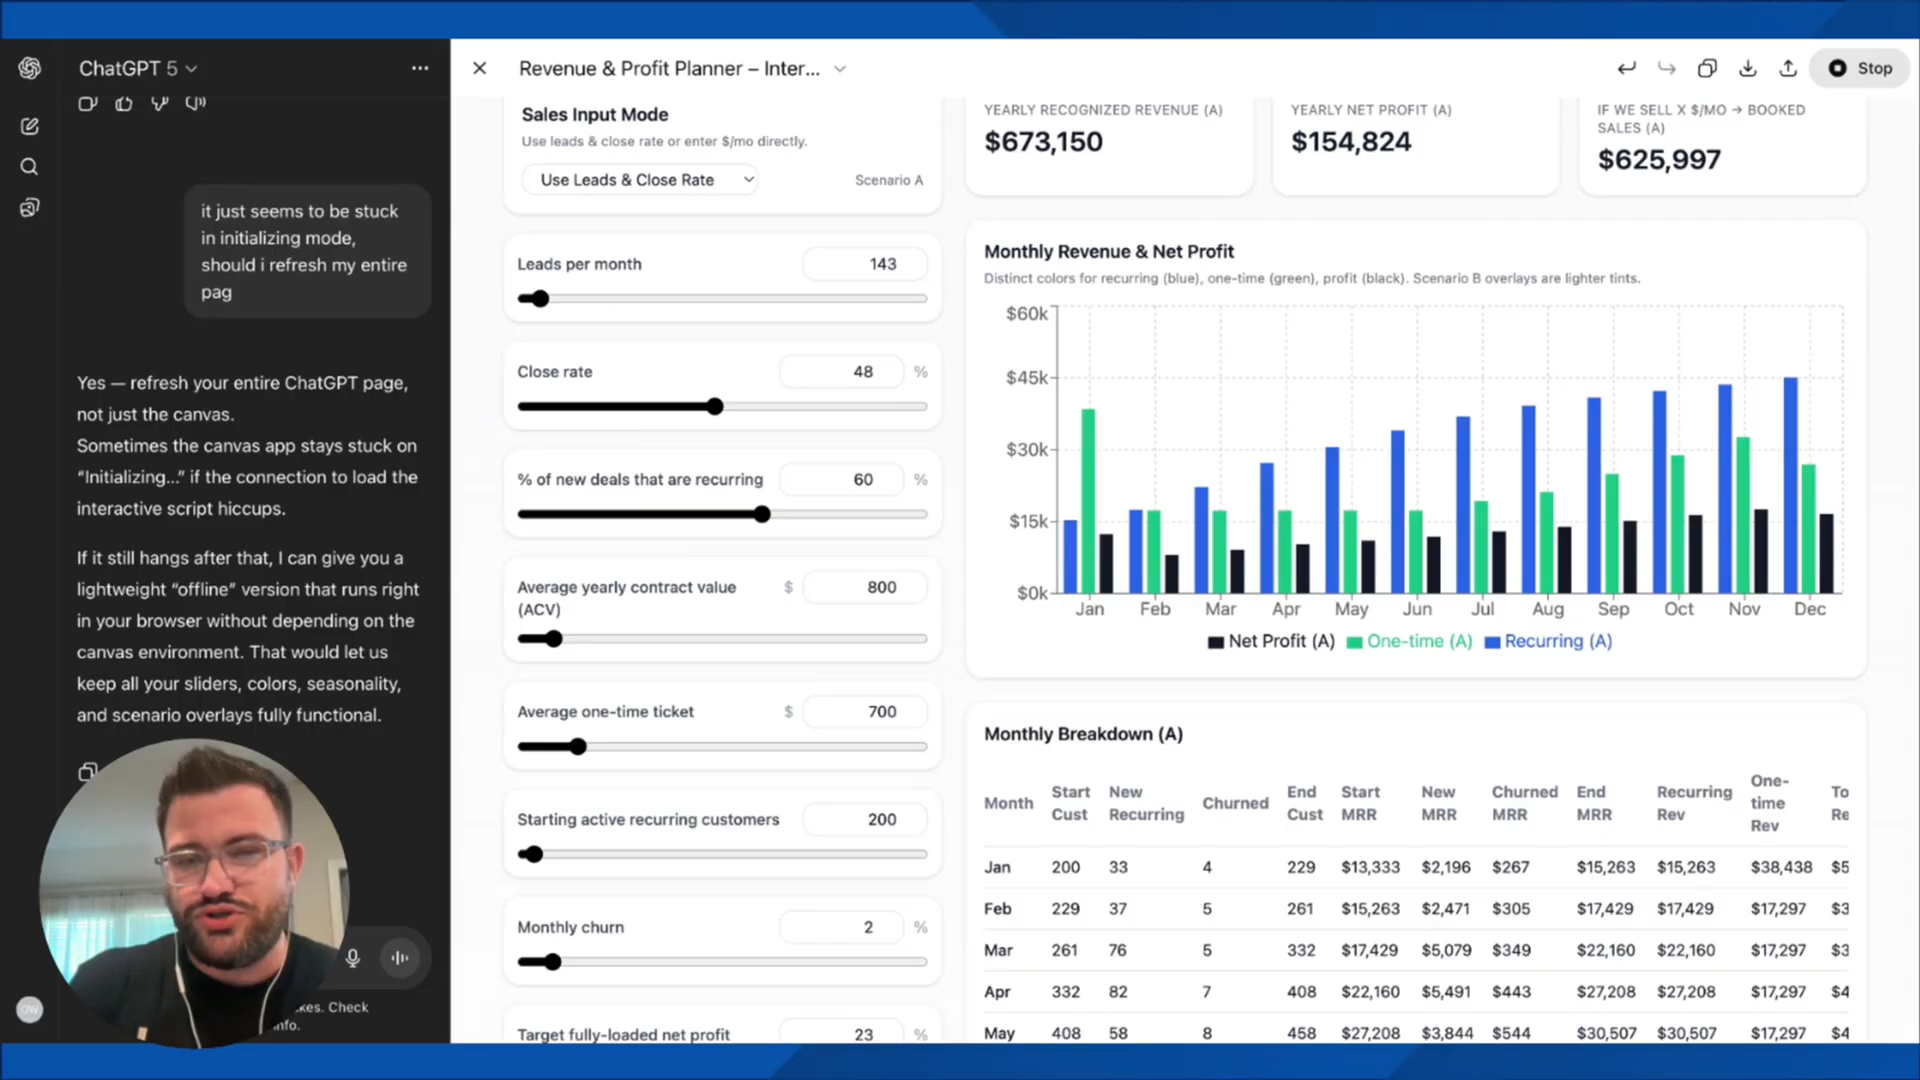 ChatGPT 5
it just seems to be stuck
in initializing mode,
should i refresh my entire
pag
Yes — refresh your entire ChatGPT page,
not just the canvas.
Sometimes the canvas app stays stuck on
“Initializing...” if the connection to load the
interactive script hiccups.
If it still hangs after that, I can give you a
lightweight “offline” version that runs right
in your browser without depending on the
canvas environment. That would let us
keep all your sliders, colors, seasonality,
and scenario overlays fully functional.
kes. Check
nfo.
Revenue & Profit Planner – Inter...
Stop
Sales Input Mode
Use leads & close rate or enter $/mo directly.
Use Leads & Close Rate
Scenario A
Leads per month
143
Close rate
48 %
% of new deals that are recurring
60 %
Average yearly contract value
(ACV)
$ 800
Average one-time ticket
$ 700
Starting active recurring customers
200
Monthly churn
2 %
Target fully-loaded net profit
23 %
YEARLY RECOGNIZED REVENUE (A)
$673,150
YEARLY NET PROFIT (A)
$154,824
IF WE SELL X $/MO → BOOKED
SALES (A)
$625,997
Monthly Revenue & Net Profit
Distinct colors for recurring (blue), one-time (green), profit (black). Scenario B overlays are lighter tints.
$60k
$45k
$30k
$15k
$0k
Jan Feb Mar Apr May Jun Jul Aug Sep Oct Nov Dec
Net Profit (A) One-time (A) Recurring (A)
Monthly Breakdown (A)
Month Start Cust New Recurring Churned End Cust Start MRR New MRR Churned MRR End MRR Recurring Rev One-time Rev To Re
Jan 200 33 4 229 $13,333 $2,196 $267 $15,263 $15,263 $38,438 $5
Feb 229 37 5 261 $15,263 $2,471 $305 $17,429 $17,429 $17,297 $3
Mar 261 76 5 332 $17,429 $5,079 $349 $22,160 $22,160 $17,297 $3
Apr 332 82 7 408 $22,160 $5,491 $443 $27,208 $27,208 $17,297 $4
May 408 58 8 458 $27,208 $3,844 $544 $30,507 $30,507 $17,297 $4